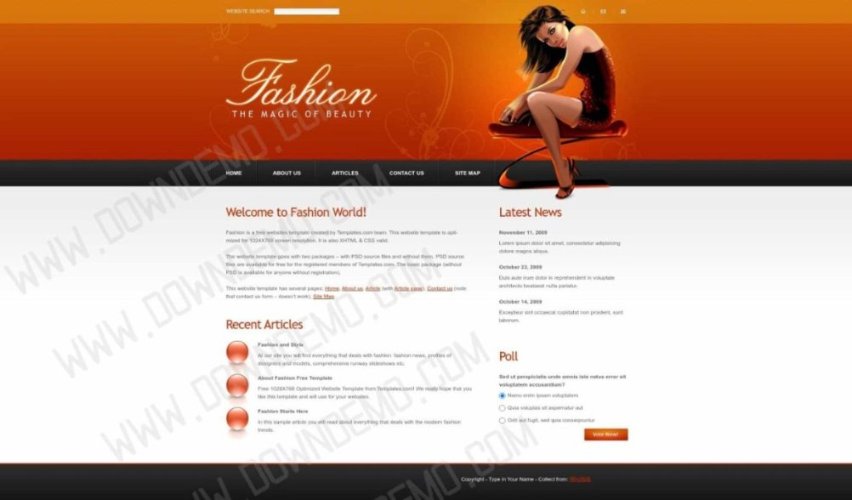 WEBSITE SEARCH
Fashion
THE MAGIC OF BEAUTY
HOME ABOUT US ARTICLES CONTACT US SITE MAP
Welcome to Fashion World!
Fashion is a free websites template created by Templates.com team. This website template is opti-
mized for 1024X768 screen resolution. It is also XHTML & CSS valid.
The website template goes with two packages – with PSD source files and without them. PSD source
files are available for free for the registered members of Templates.com. The basic package (without
PSD is available for anyone without registration).
This website template has several pages: Home, About us, Article (with Article page), Contact us (note
that contact us form – doesn't work), Site Map.
Recent Articles
Fashion and Style
At our site you will find everything that deals with fashion: fashion news, profiles of
designers and models, comprehensive runway slideshows etc.
About Fashion Free Template
Free 1028X768 Optimized Website Template from Templates.com! We really hope that you
like this template and will use for your websites.
Fashion Starts Here
In this sample article you will read about everything that deals with the modern fashion
trends.
Latest News
November 11, 2009
Lorem ipsum dolor sit amet, consectetur adipiscing
dolore magna aliqua.
October 23, 2009
Duis aute irure dolor in reprehenderit in voluptate
architecto beataset nulla pariatur.
October 14, 2009
Excepteur sint occaecat cupidatat non proident, sunt
laborum.
Poll
Sed ut perspiciatis unde omnis iste natus error sit
voluptatem accusantium?
Nemo enim ipsam voluptatem
Quia voluptas sit aspernatur aut
Odit aut fugit, sed quia consequuntur
Vote Now!
Copyright - Type in Your Name - Collect from:
WWW.DOWNDEMO.COM
WWW.DOWNDEMO.COM
WWW.DOWNDEMO.COM
WWW.DOWNDEMO.COM